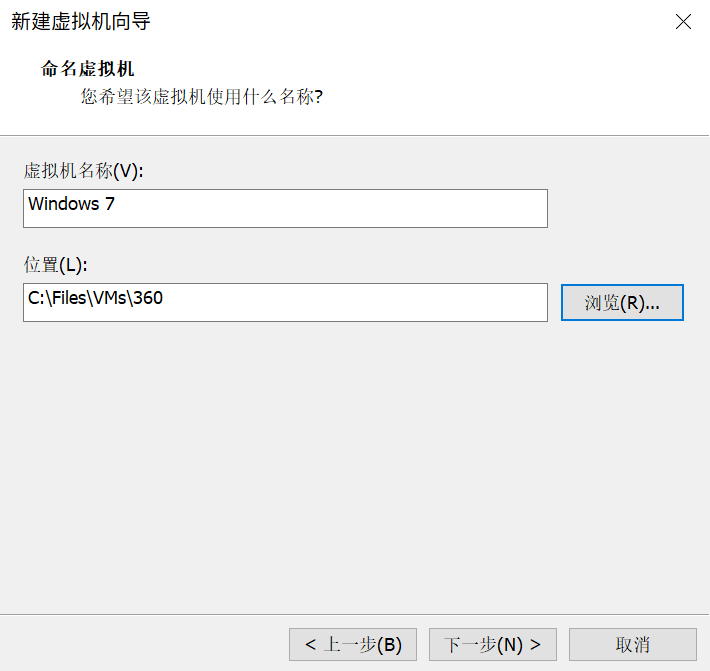 新建虚拟机向导
命名虚拟机
您希望该虚拟机使用什么名称?
虚拟机名称(V):
Windows 7
位置(L):
C:\Files\VMs\360
浏览(R)...
< 上一步(B)
下一步(N) >
取消